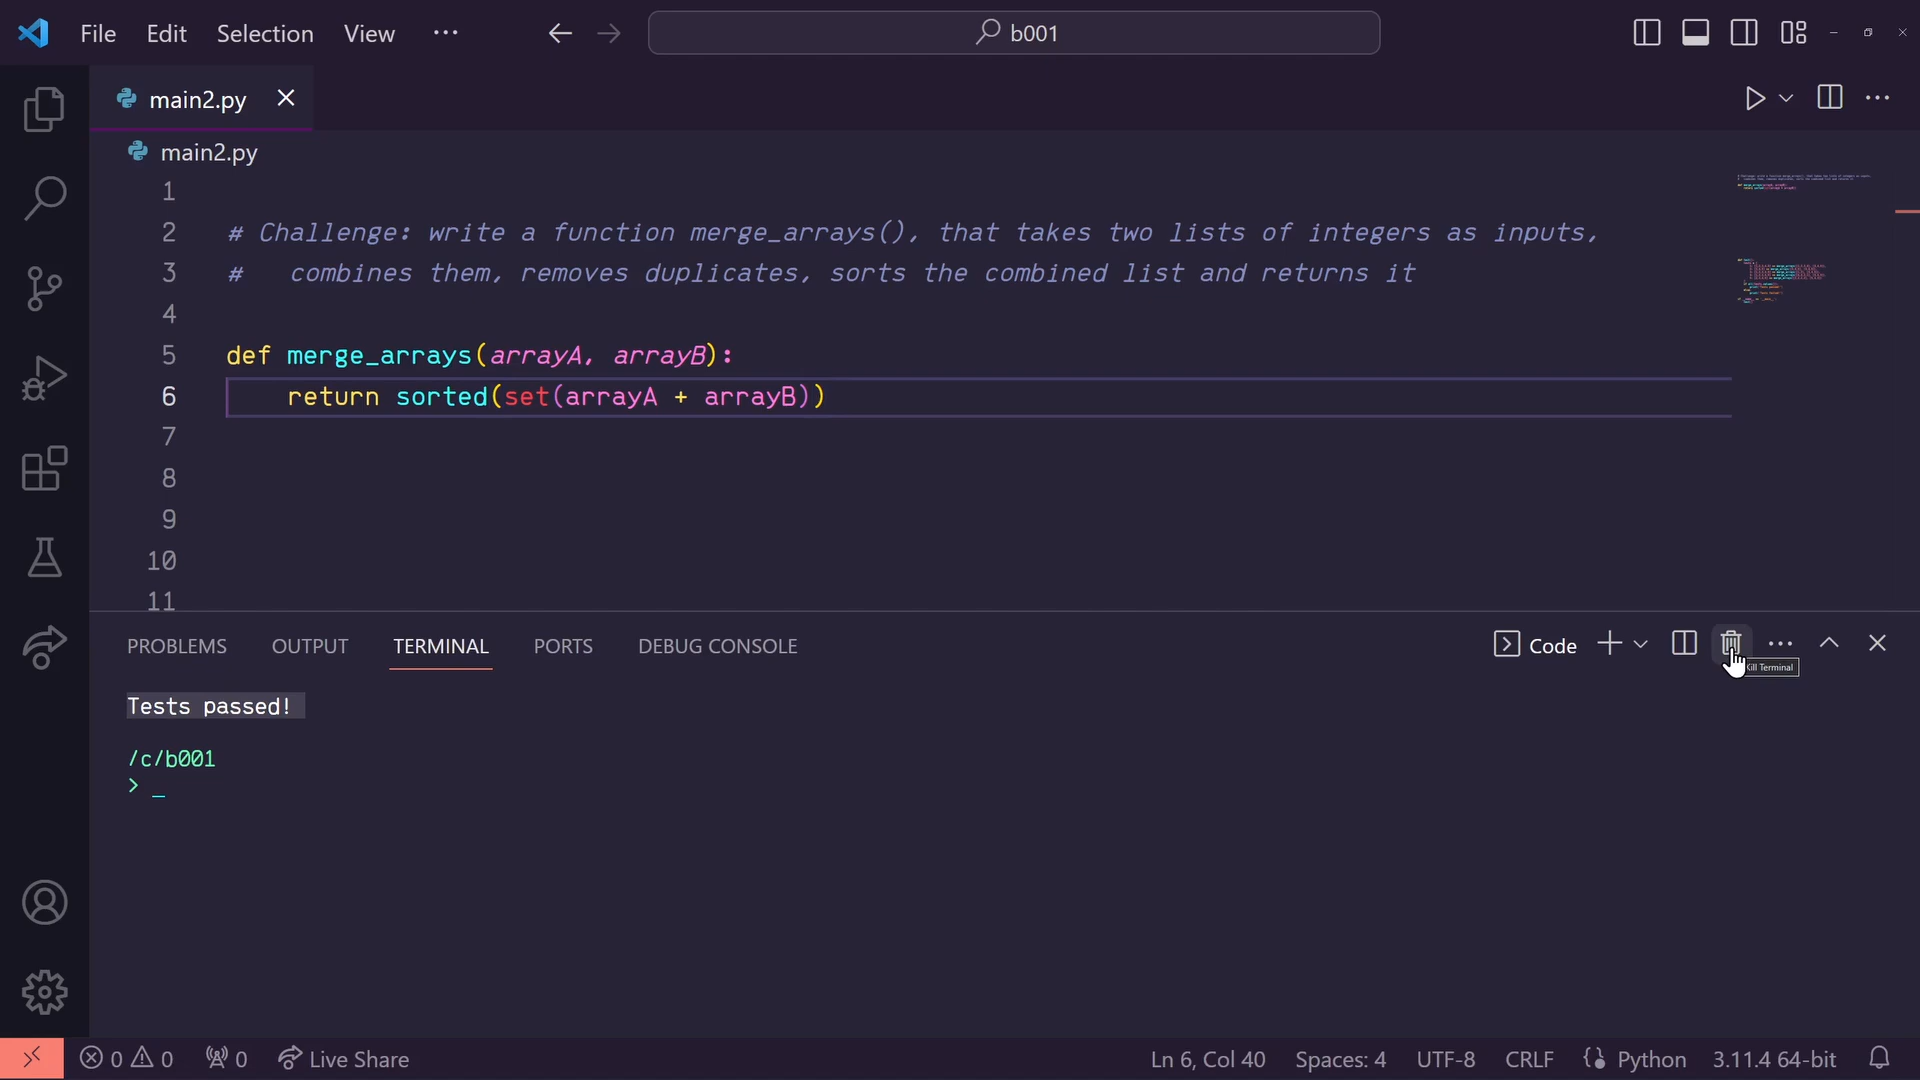 File Edit Selection View ··· b001
main2.py
main2.py
1
2 # Challenge: write a function merge_arrays(), that takes two lists of integers as inputs,
3 #   combines them, removes duplicates, sorts the combined list and returns it
4
5 def merge_arrays(arrayA, arrayB):
6     return sorted(set(arrayA + arrayB))
7
8
9
10
11
PROBLEMS OUTPUT TERMINAL PORTS DEBUG CONSOLE Code
Kill Terminal
Tests passed!
/c/b001
> _
0 0 0 Live Share Ln 6, Col 40 Spaces: 4 UTF-8 CRLF Python 3.11.4 64-bit